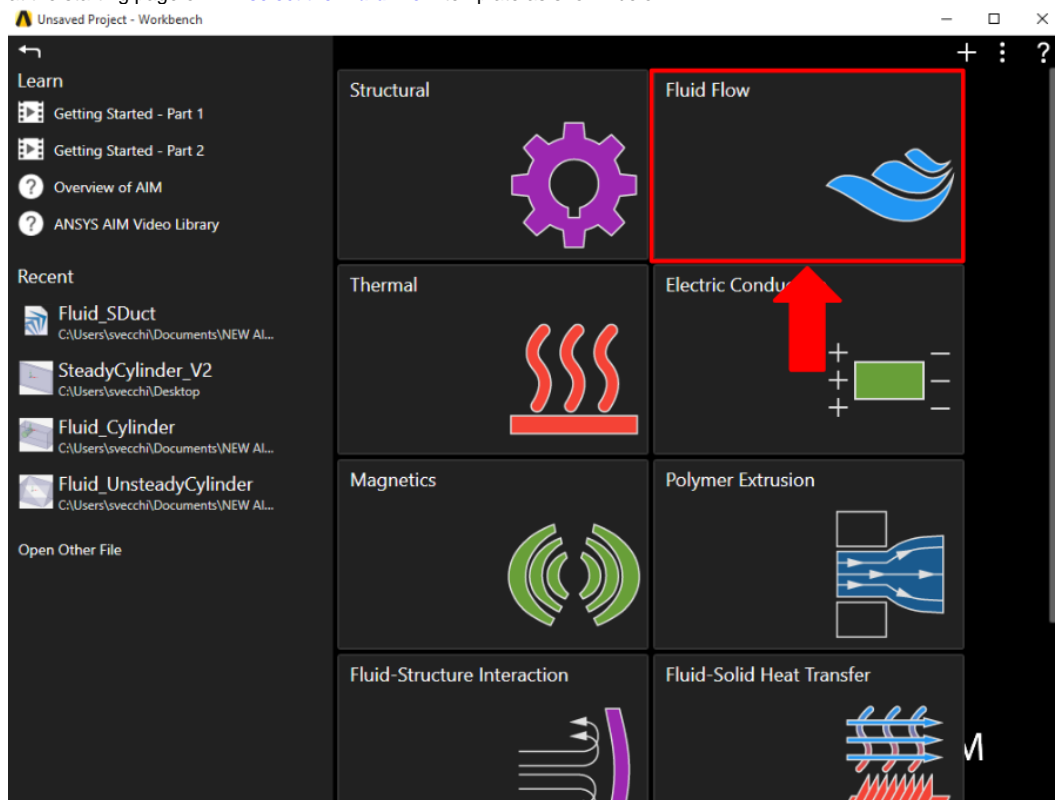 Unsaved Project - Workbench
+ ⋮ ?
Learn
Getting Started - Part 1
Getting Started - Part 2
? Overview of AIM
? ANSYS AIM Video Library
Recent
Fluid_SDuct
C:\Users\svecchi\Documents\NEW AI...
SteadyCylinder_V2
C:\Users\svecchi\Desktop
Fluid_Cylinder
C:\Users\svecchi\Documents\NEW AI...
Fluid_UnsteadyCylinder
C:\Users\svecchi\Documents\NEW AI...
Open Other File
Structural
Fluid Flow
Thermal
Electric
Magnetics
Polymer Extrusion
Fluid-Structure Interaction
Fluid-Solid Heat Transfer
M